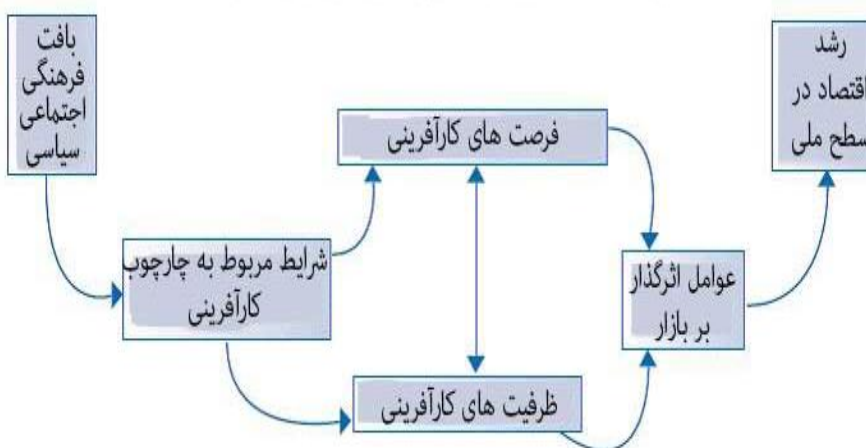 بافت
فرهنگی
اجتماعی
سیاسی
شرایط مربوط به چارچوب
کارآفرینی
فرصت های کارآفرینی
ظرفیت های کارآفرینی
عوامل اثرگذار
بر بازار
رشد
اقتصاد در
سطح ملی